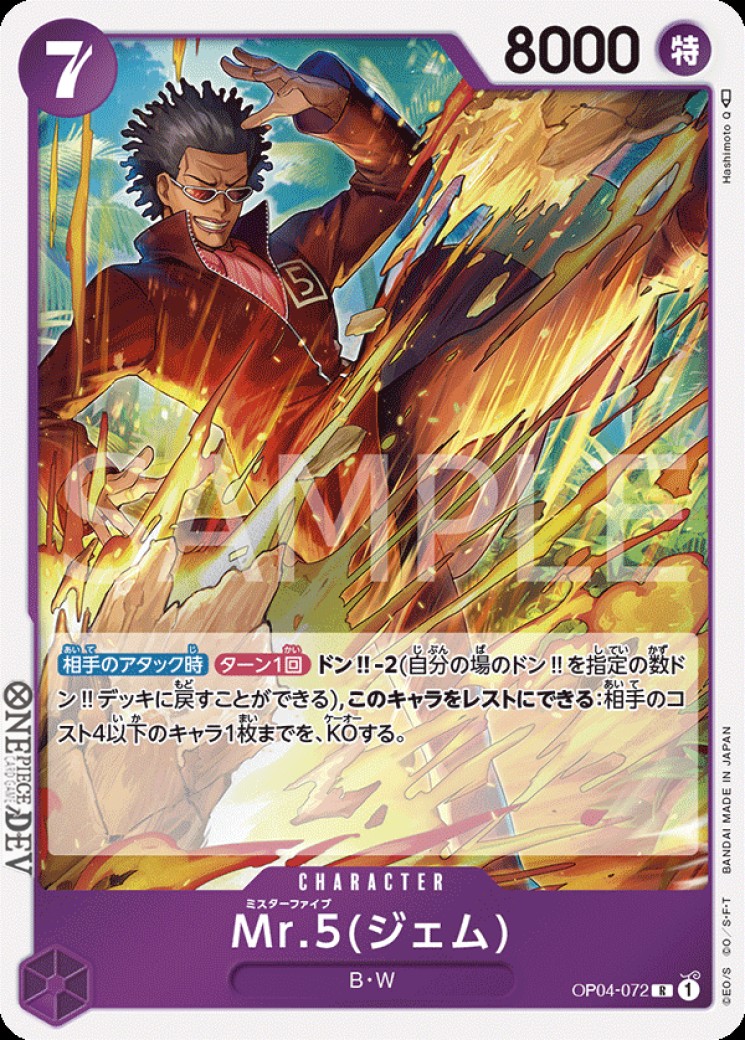 7
8000
特
Hashimoto Q
SAMPLE
相手のアタック時 ターン1回 ドン!!-2(自分の場のドン!!を指定の数ド
ン!!デッキに戻すことができる),このキャラをレストにできる:相手のコ
スト4以下のキャラ1枚までを、KOする。
ONE PIECE
CARD GAME
DEV
BANDAI MADE IN JAPAN
©EO/S ©O/S・F・T
CHARACTER
ミスターファイブ
Mr.5(ジェム)
B・W
OP04-072 R 1
5